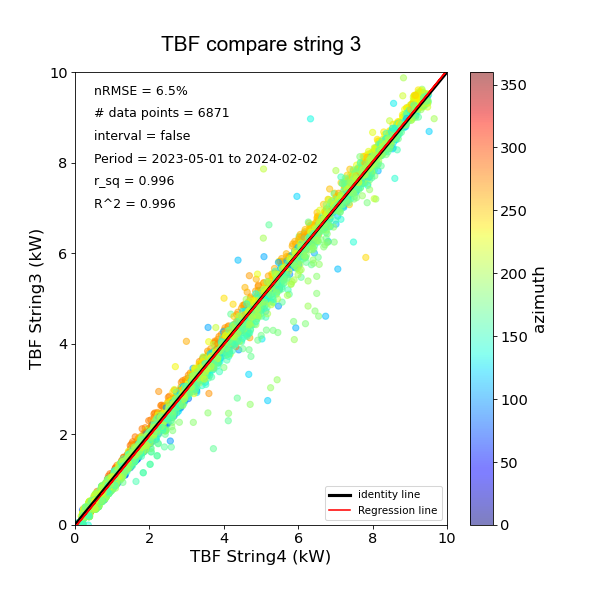 TBF compare string 3
nRMSE = 6.5%
# data points = 6871
interval = false
Period = 2023-05-01 to 2024-02-02
r_sq = 0.996
R^2 = 0.996
TBF String3 (kW)
10
8
6
4
2
0
0 2 4 6 8 10
TBF String4 (kW)
identity line
Regression line
350
300
250
200
150
100
50
0
azimuth